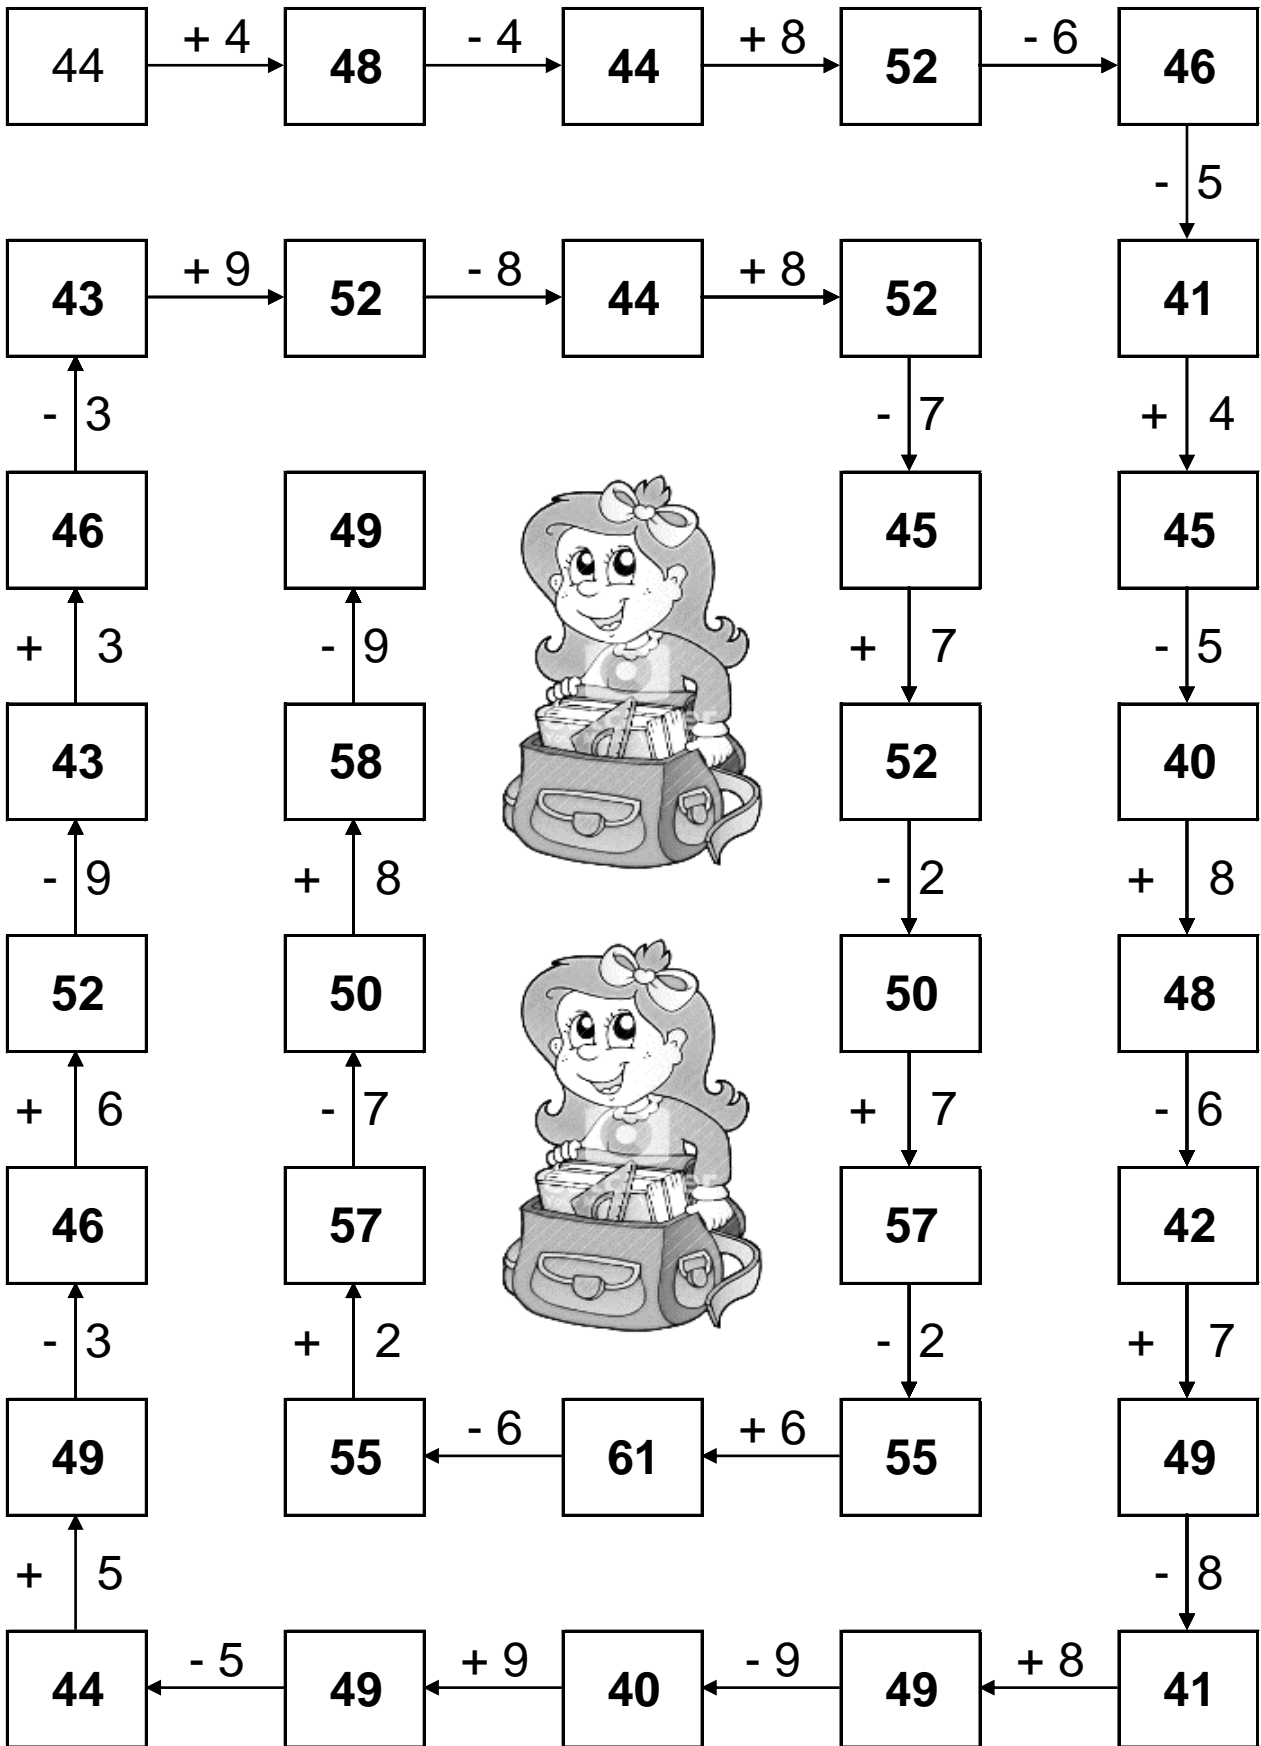 44 + 4 48 - 4 44 + 8 52 - 6 46
- 5
43 + 9 52 - 8 44 + 8 52 41
- 3 - 7 + 4
46 49 45 45
+ 3 - 9 + 7 - 5
43 58 52 40
- 9 + 8 - 2 + 8
52 50 50 48
+ 6 - 7 + 7 - 6
46 57 57 42
- 3 + 2 - 2 + 7
49 55 - 6 61 + 6 55 49
+ 5 - 8
44 - 5 49 + 9 40 - 9 49 + 8 41